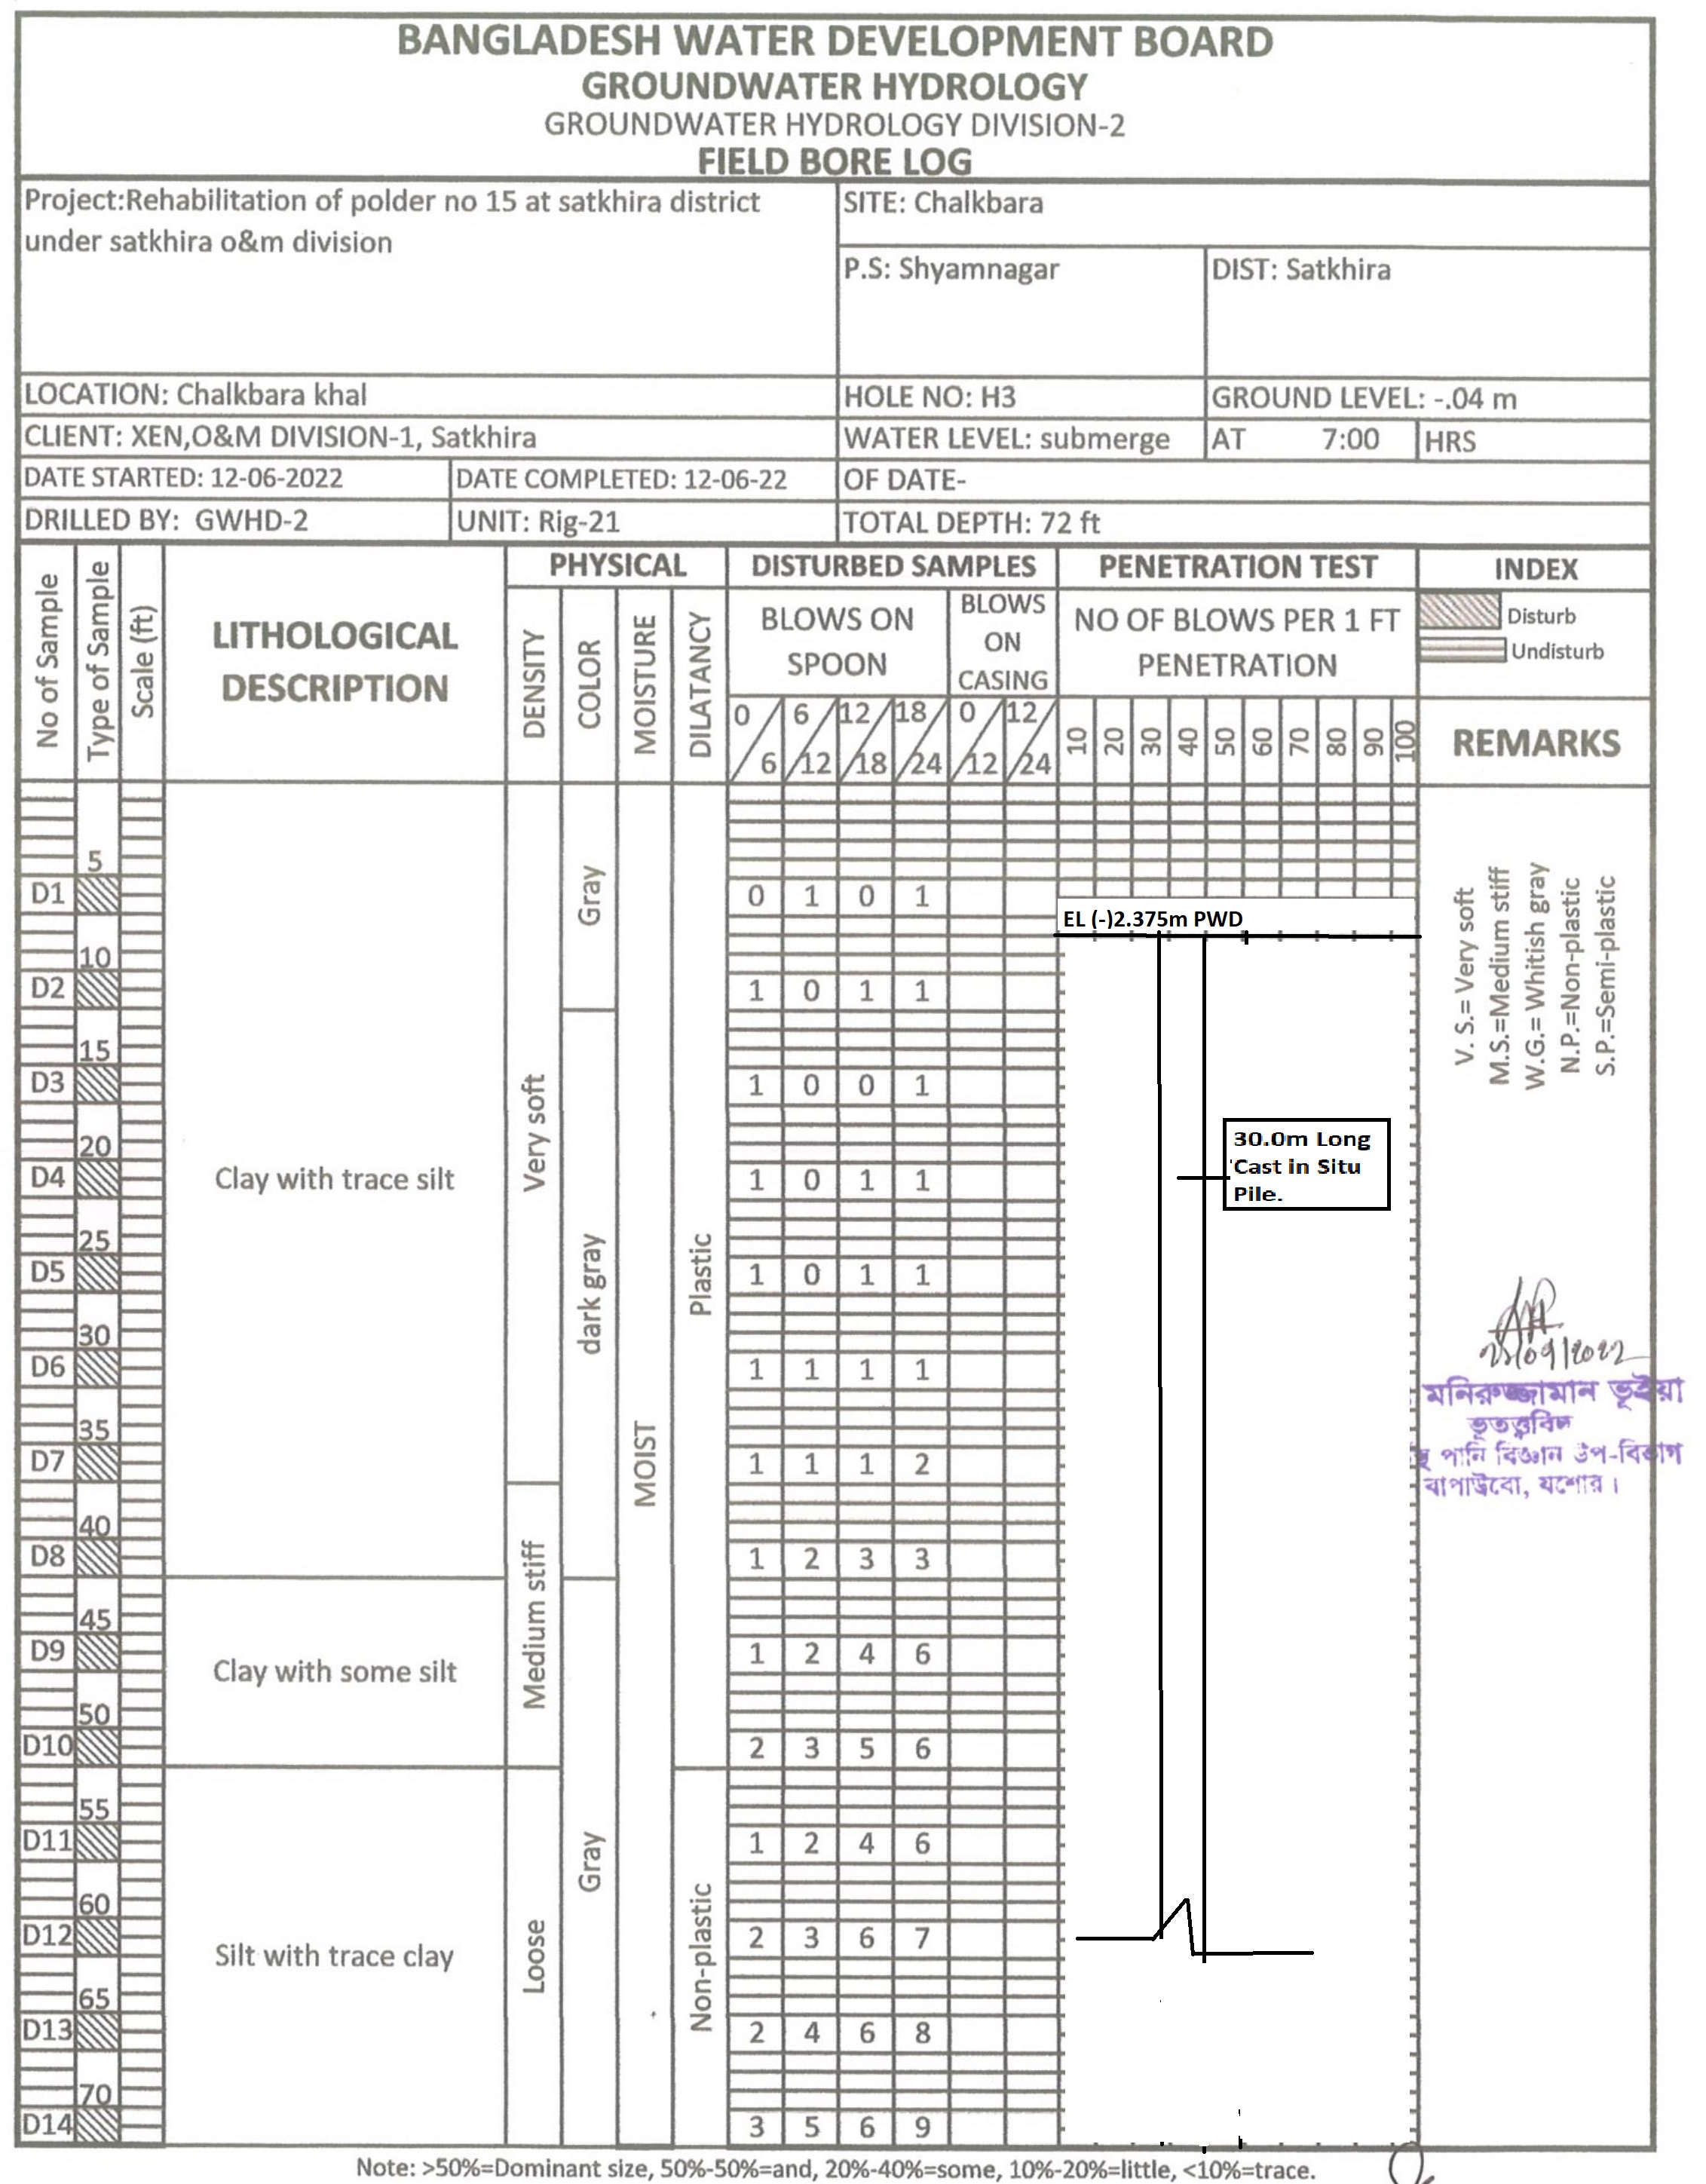 BANGLADESH WATER DEVELOPMENT BOARD
GROUNDWATER HYDROLOGY
GROUNDWATER HYDROLOGY DIVISION-2
FIELD BORE LOG
Project:Rehabilitation of polder no 15 at satkhira district
under satkhira o&m division
SITE: Chalkbara
P.S: Shyamnagar
DIST: Satkhira
LOCATION: Chalkbara khal
HOLE NO: H3
GROUND LEVEL: -.04 m
CLIENT: XEN,O&M DIVISION-1, Satkhira
WATER LEVEL: submerge
AT 7:00 HRS
DATE STARTED: 12-06-2022
DATE COMPLETED: 12-06-22
OF DATE-
DRILLED BY: GWHD-2
UNIT: Rig-21
TOTAL DEPTH: 72 ft
No of Sample
Type of Sample
Scale (ft)
LITHOLOGICAL
DESCRIPTION
PHYSICAL
DENSITY
COLOR
MOISTURE
DILATANCY
DISTURBED SAMPLES
BLOWS ON
SPOON
BLOWS
ON
CASING
0/6 6/12 12/18 18/24 0/12 12/24
PENETRATION TEST
NO OF BLOWS PER 1 FT
PENETRATION
10 20 30 40 50 60 70 80 90 100
INDEX
Disturb
Undisturb
REMARKS
5
D1 0 1 0 1
10
D2 1 0 1 1
15
D3 1 0 0 1
20
D4 1 0 1 1
25
D5 1 0 1 1
30
D6 1 1 1 1
35
D7 1 1 1 2
40
D8 1 2 3 3
45
D9 1 2 4 6
50
D10 2 3 5 6
55
D11 1 2 4 6
60
D12 2 3 6 7
65
D13 2 4 6 8
70
D14 3 5 6 9
Clay with trace silt
Clay with some silt
Silt with trace clay
Very soft
Medium stiff
Loose
Gray
dark gray
Gray
MOIST
Plastic
Non-plastic
EL (-)2.375m PWD
30.0m Long
Cast in Situ
Pile.
V. S.= Very soft
M.S.=Medium stiff
W.G.= Whitish gray
N.P.=Non-plastic
S.P.=Semi-plastic
মনিরুজ্জামান ভূইয়া
ভূতত্ত্ববিদ
পানি বিজ্ঞান উপ-বিভাগ
বাপাউবো, যশোর।
Note: >50%=Dominant size, 50%-50%=and, 20%-40%=some, 10%-20%=little, <10%=trace.